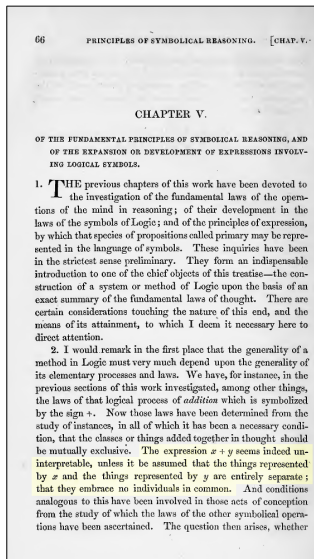 66 PRINCIPLES OF SYMBOLICAL REASONING. [CHAP. V.
CHAPTER V.
OF THE FUNDAMENTAL PRINCIPLES OF SYMBOLICAL REASONING, AND
OF THE EXPANSION OR DEVELOPMENT OF EXPRESSIONS INVOLV-
ING LOGICAL SYMBOLS.
1. THE previous chapters of this work have been devoted to
the investigation of the fundamental laws of the opera-
tions of the mind in reasoning; of their development in the
laws of the symbols of Logic; and of the principles of expression,
by which that species of propositions called primary may be repre-
sented in the language of symbols. These inquiries have been
in the strictest sense preliminary. They form an indispensable
introduction to one of the chief objects of this treatise—the con-
struction of a system or method of Logic upon the basis of an
exact summary of the fundamental laws of thought. There are
certain considerations touching the nature of this end, and the
means of its attainment, to which I deem it necessary here to
direct attention.
2. I would remark in the first place that the generality of a
method in Logic must very much depend upon the generality of
its elementary processes and laws. We have, for instance, in the
previous sections of this work investigated, among other things,
the laws of that logical process of addition which is symbolized
by the sign +. Now those laws have been determined from the
study of instances, in all of which it has been a necessary condi-
tion, that the classes or things added together in thought should
be mutually exclusive. The expression x + y seems indeed un-
interpretable, unless it be assumed that the things represented
by x and the things represented by y are entirely separate;
that they embrace no individuals in common. And conditions
analogous to this have been involved in those acts of conception
from the study of which the laws of the other symbolical opera-
tions have been ascertained. The question then arises, whether